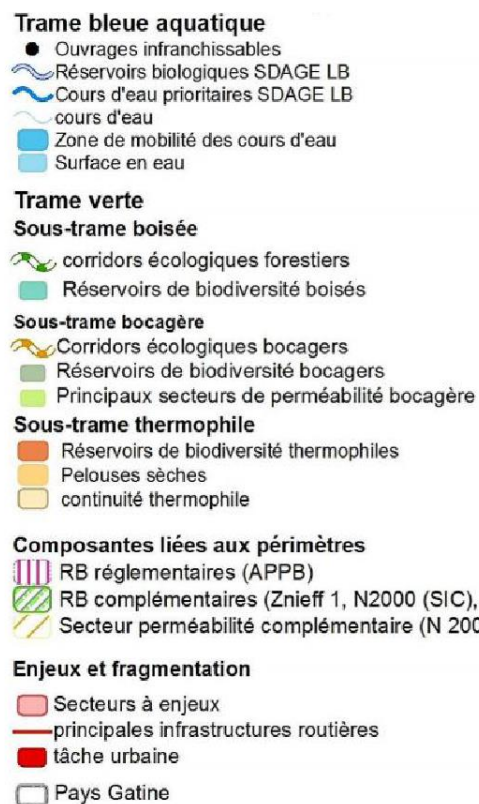 Trame bleue aquatique
Ouvrages infranchissables
Réservoirs biologiques SDAGE LB
Cours d'eau prioritaires SDAGE LB
cours d'eau
Zone de mobilité des cours d'eau
Surface en eau
Trame verte
Sous-trame boisée
corridors écologiques forestiers
Réservoirs de biodiversité boisés
Sous-trame bocagère
Corridors écologiques bocagers
Réservoirs de biodiversité bocagers
Principaux secteurs de perméabilité bocagère
Sous-trame thermophile
Réservoirs de biodiversité thermophiles
Pelouses sèches
continuité thermophile
Composantes liées aux périmètres
RB réglementaires (APPB)
RB complémentaires (Znieff 1, N2000 (SIC),
Secteur perméabilité complémentaire (N 200
Enjeux et fragmentation
Secteurs à enjeux
principales infrastructures routières
tâche urbaine
Pays Gatine